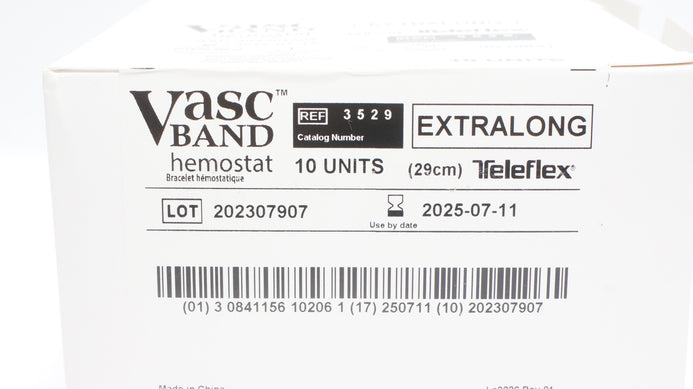 Vasc™
BAND
hemostat
Bracelet hémostatique
REF 3529
Catalog Number
EXTRALONG
10 UNITS (29cm) Teleflex®
LOT 202307907
2025-07-11
Use by date
(01) 3 0841156 10206 1 (17) 250711 (10) 202307907
Made in China